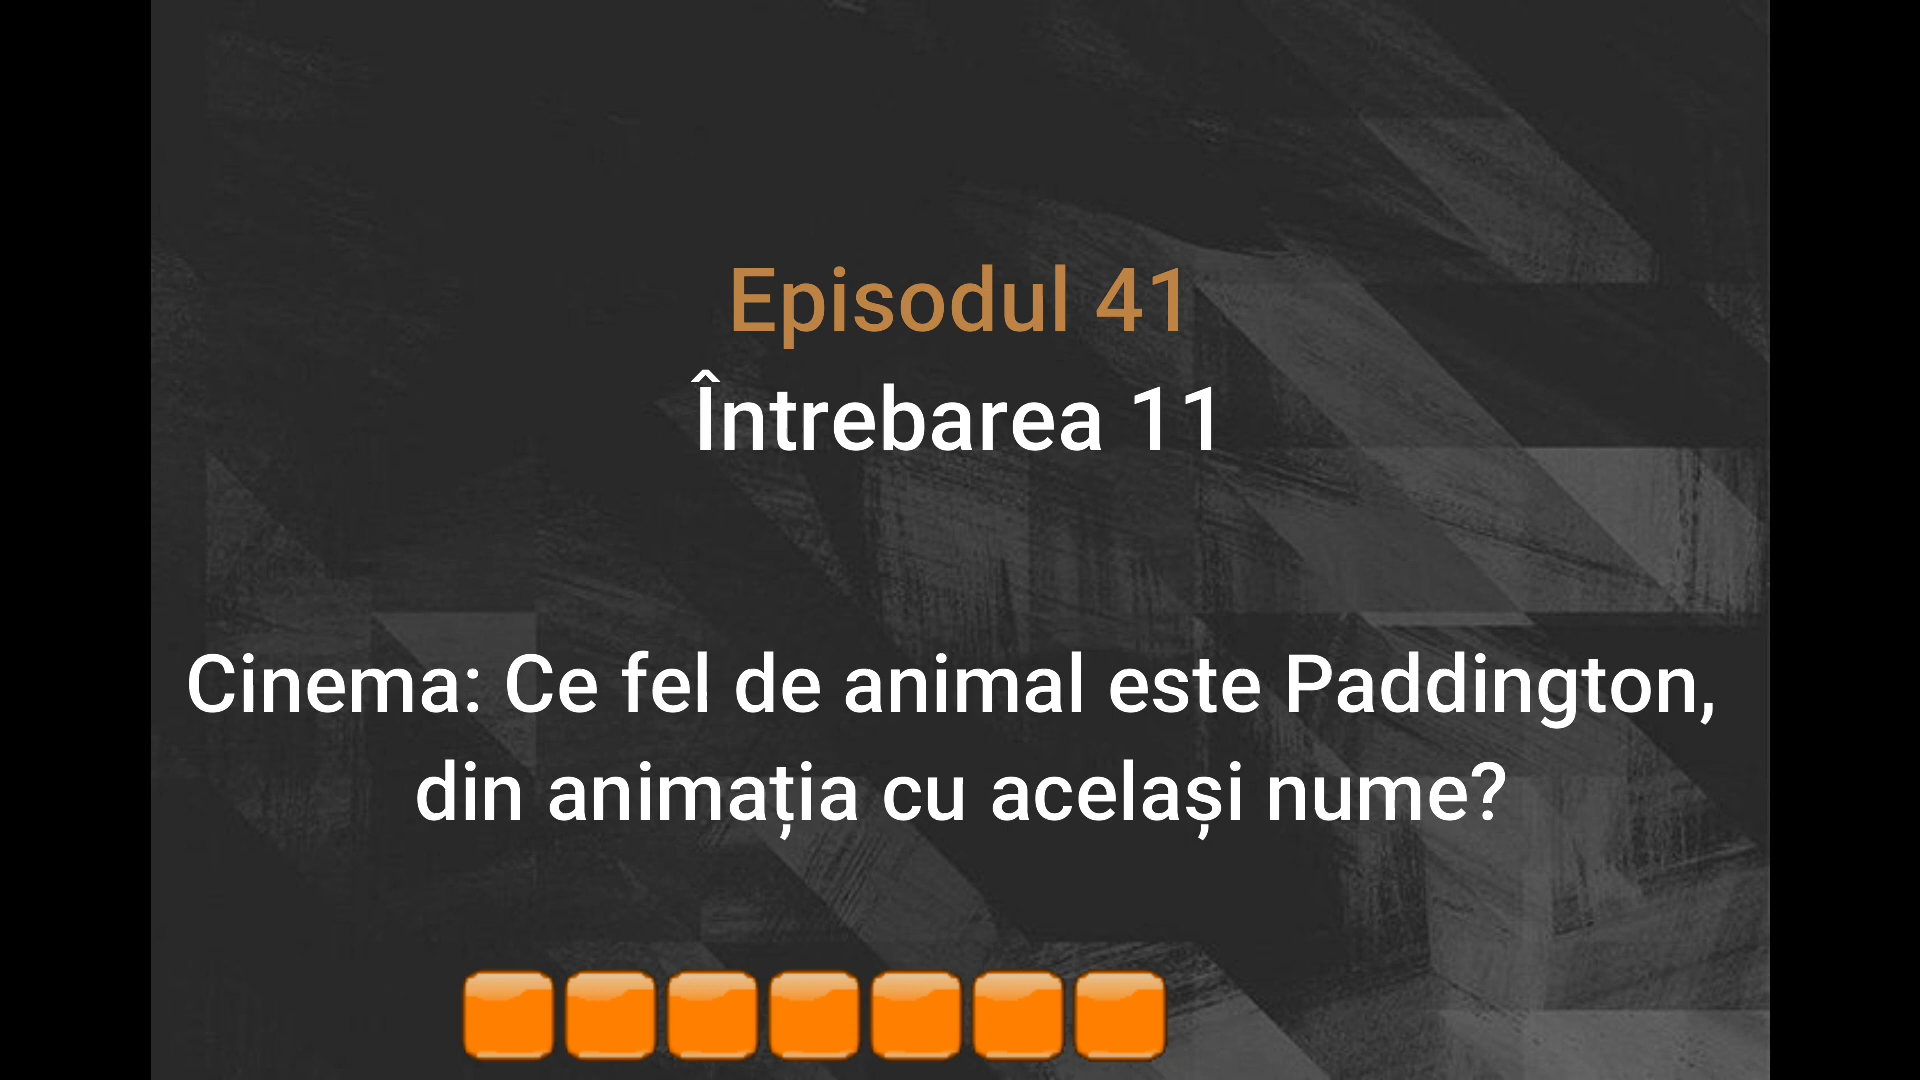 Episodul 41
Întrebarea 11
Cinema: Ce fel de animal este Paddington,
din animația cu același nume?